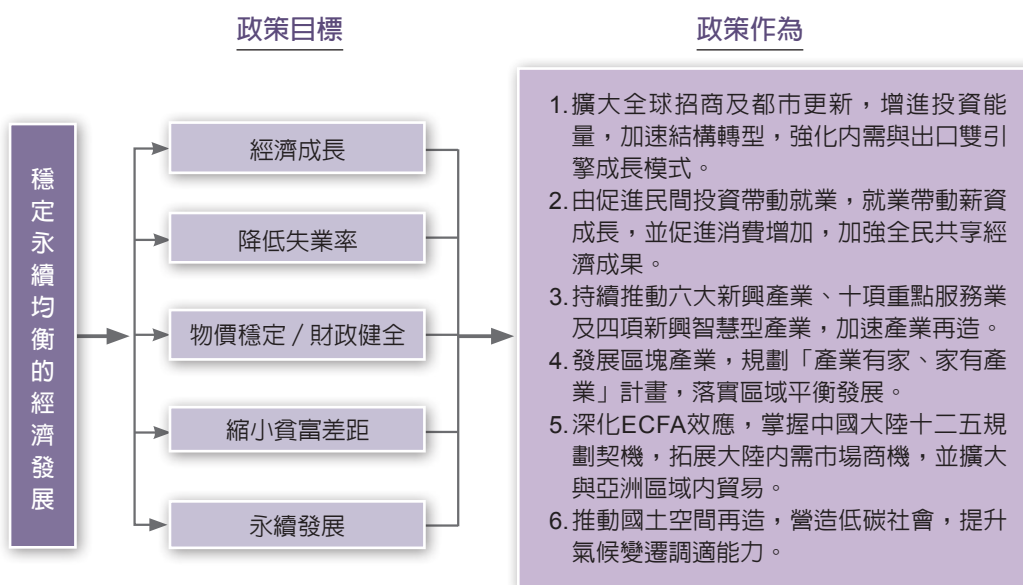 政策目標
政策作為
穩定永續均衡的經濟發展
經濟成長
降低失業率
物價穩定／財政健全
縮小貧富差距
永續發展
1.擴大全球招商及都市更新，增進投資能
量，加速結構轉型，強化內需與出口雙引
擎成長模式。
2.由促進民間投資帶動就業，就業帶動薪資
成長，並促進消費增加，加強全民共享經
濟成果。
3.持續推動六大新興產業、十項重點服務業
及四項新興智慧型產業，加速產業再造。
4.發展區塊產業，規劃「產業有家、家有產
業」計畫，落實區域平衡發展。
5.深化ECFA效應，掌握中國大陸十二五規
劃契機，拓展大陸內需市場商機，並擴大
與亞洲區域內貿易。
6.推動國土空間再造，營造低碳社會，提升
氣候變遷調適能力。